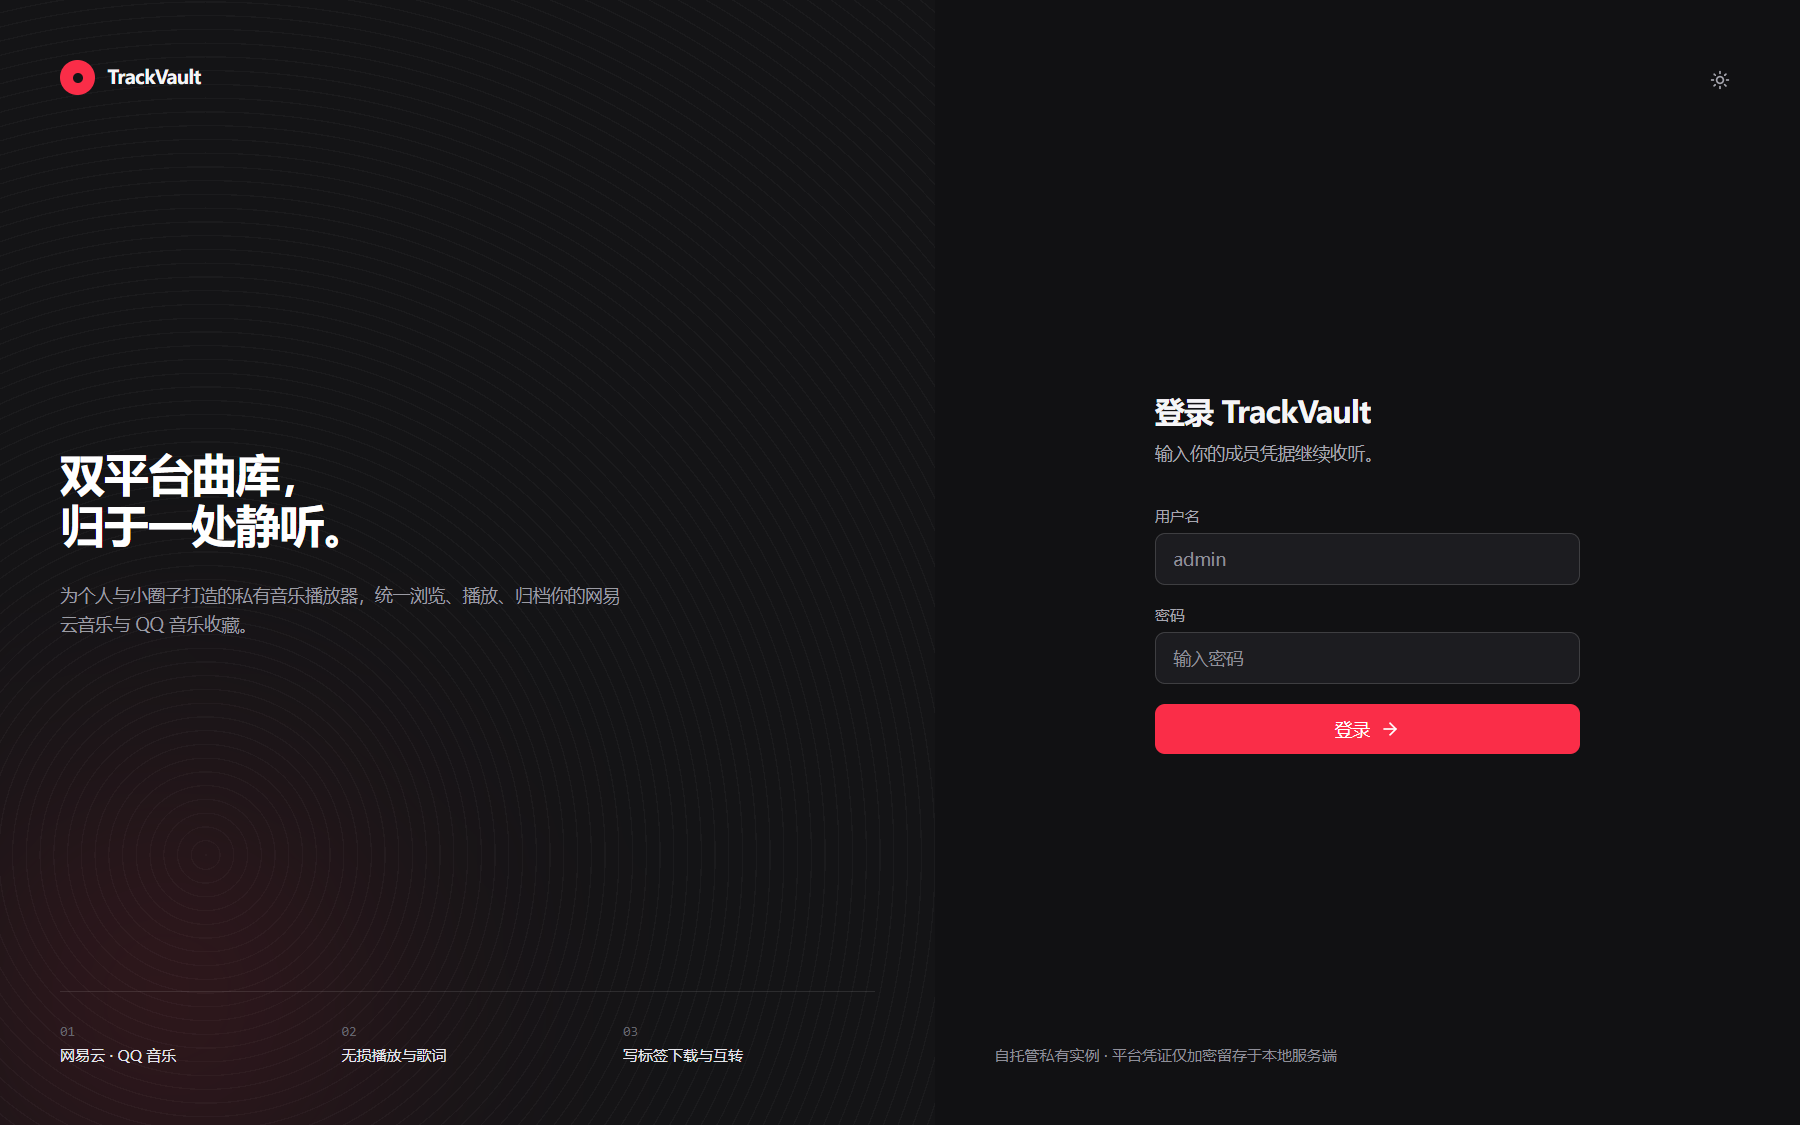 TrackVault
双平台曲库，
归于一处静听。
为个人与小圈子打造的私有音乐播放器，统一浏览、播放、归档你的网易
云音乐与 QQ 音乐收藏。
01
网易云 · QQ 音乐
02
无损播放与歌词
03
写标签下载与互转
登录 TrackVault
输入你的成员凭据继续收听。
用户名
admin
密码
输入密码
登录 →
自托管私有实例 · 平台凭证仅加密留存于本地服务端